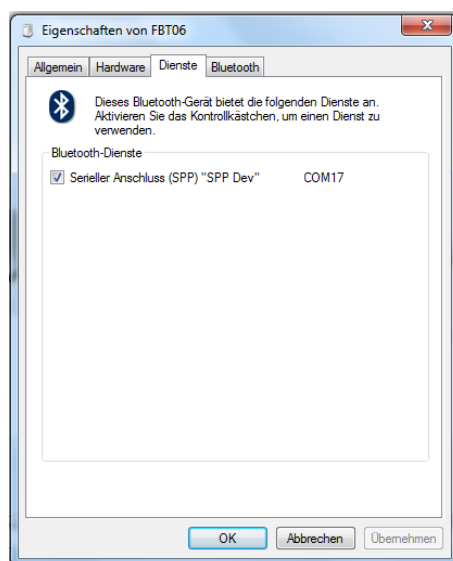 Eigenschaften von FBT06
Allgemein Hardware Dienste Bluetooth
Dieses Bluetooth-Gerät bietet die folgenden Dienste an.
Aktivieren Sie das Kontrollkästchen, um einen Dienst zu
verwenden.
Bluetooth-Dienste
Serieller Anschluss (SPP) "SPP Dev" COM17
OK Abbrechen Übernehmen